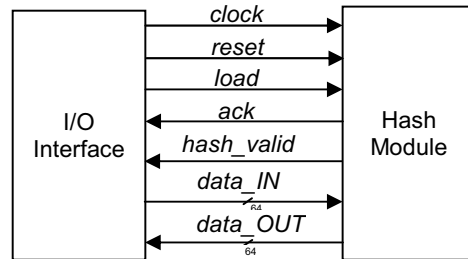 clock
reset
load
ack
I/O
Interface
hash_valid
Hash
Module
data_IN
64
data_OUT
64